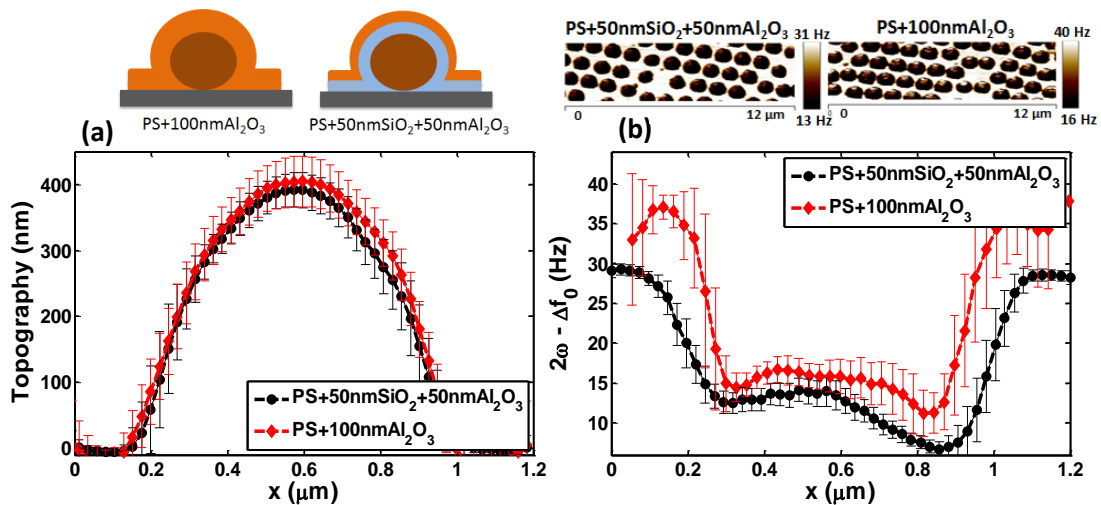 PS+100nmAl₂O₃
PS+50nmSiO₂+50nmAl₂O₃
(a)
Topography (nm)
400
300
200
100
0
0
0.2
0.4
0.6
0.8
1
1.2
x (μm)
PS+50nmSiO₂+50nmAl₂O₃
PS+100nmAl₂O₃
PS+50nmSiO₂+50nmAl₂O₃
31 Hz
13 Hz
0
12 μm
PS+100nmAl₂O₃
40 Hz
16 Hz
0
12 μm
(b)
2ω - Δf₀ (Hz)
40
35
30
25
20
15
10
0
0.2
0.4
0.6
0.8
1
1.2
x (μm)
PS+50nmSiO₂+50nmAl₂O₃
PS+100nmAl₂O₃